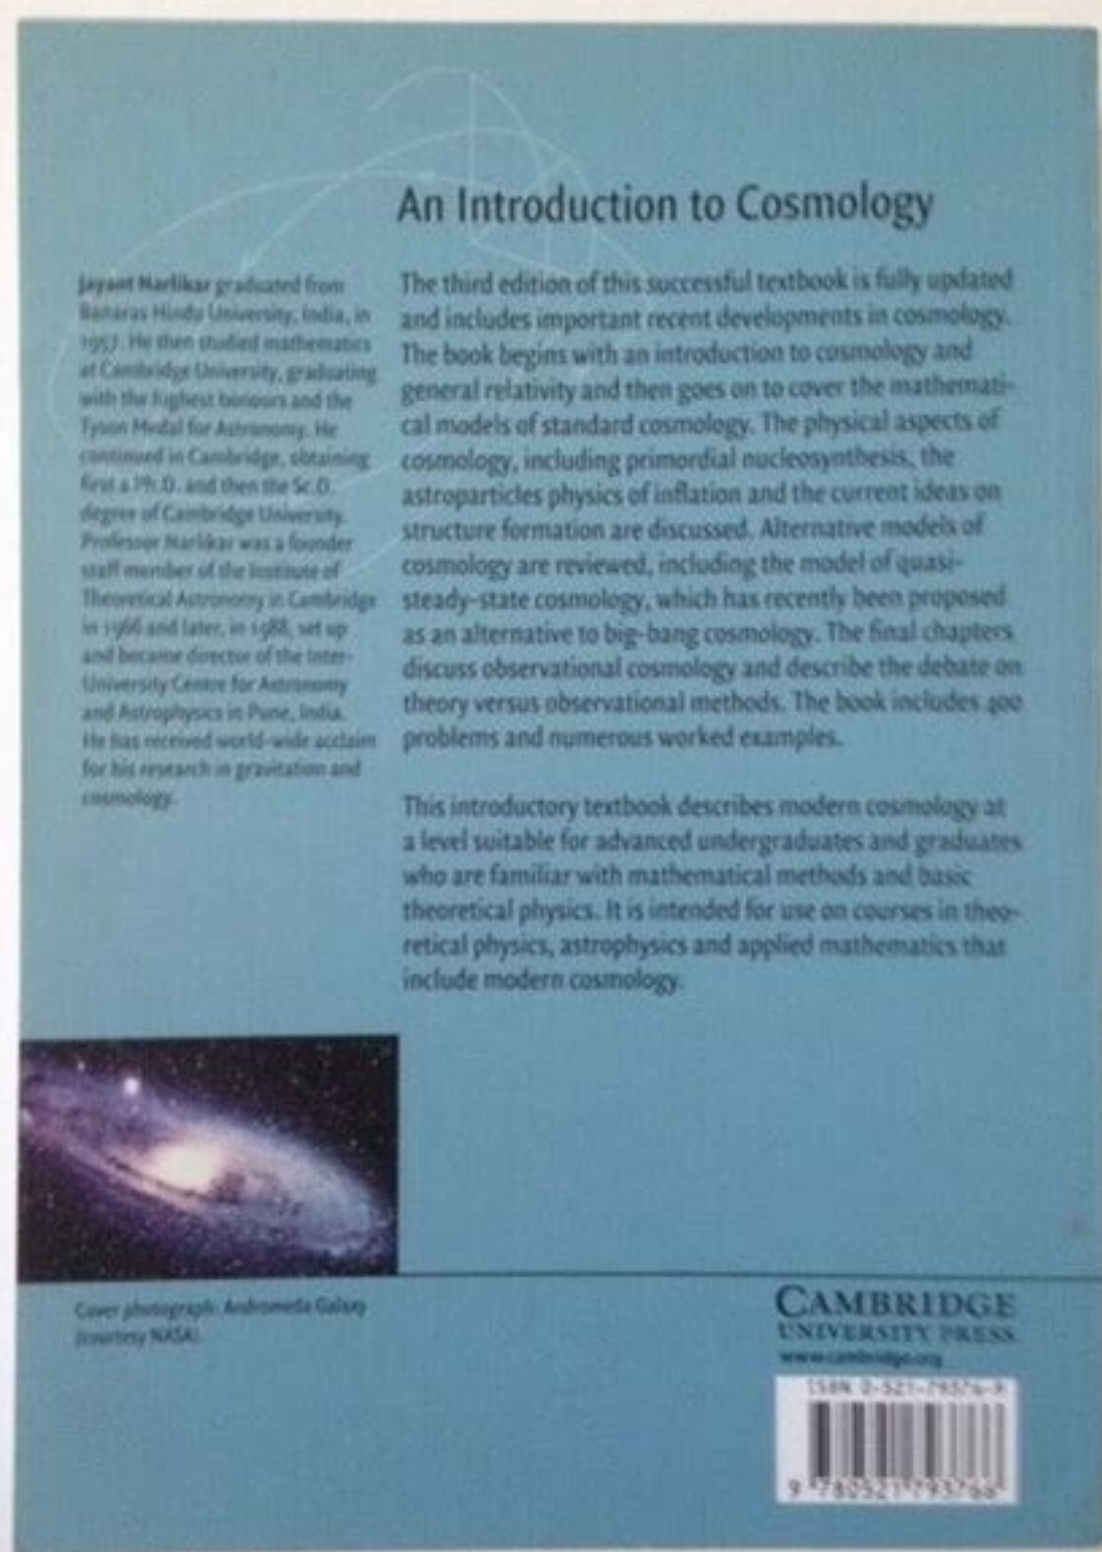 An Introduction to Cosmology
Jayant Narlikar graduated from
Banaras Hindu University, India, in
1957. He then studied mathematics
at Cambridge University, graduating
with the highest honours and the
Tyson Medal for Astronomy. He
continued in Cambridge, obtaining
first a Ph.D. and then the Sc.D.
degree of Cambridge University.
Professor Narlikar was a founder
staff member of the Institute of
Theoretical Astronomy in Cambridge
in 1966 and later, in 1988, set up
and became director of the Inter-
University Centre for Astronomy
and Astrophysics in Pune, India.
He has received world-wide acclaim
for his research in gravitation and
cosmology.
The third edition of this successful textbook is fully updated
and includes important recent developments in cosmology.
The book begins with an introduction to cosmology and
general relativity and then goes on to cover the mathemati-
cal models of standard cosmology. The physical aspects of
cosmology, including primordial nucleosynthesis, the
astroparticles physics of inflation and the current ideas on
structure formation are discussed. Alternative models of
cosmology are reviewed, including the model of quasi-
steady-state cosmology, which has recently been proposed
as an alternative to big-bang cosmology. The final chapters
discuss observational cosmology and describe the debate on
theory versus observational methods. The book includes 400
problems and numerous worked examples.
This introductory textbook describes modern cosmology at
a level suitable for advanced undergraduates and graduates
who are familiar with mathematical methods and basic
theoretical physics. It is intended for use on courses in theo-
retical physics, astrophysics and applied mathematics that
include modern cosmology.
Cover photograph: Andromeda Galaxy
(courtesy NASA).
CAMBRIDGE
UNIVERSITY PRESS
www.cambridge.org
ISBN 0-521-79376-9
9 780521 793766